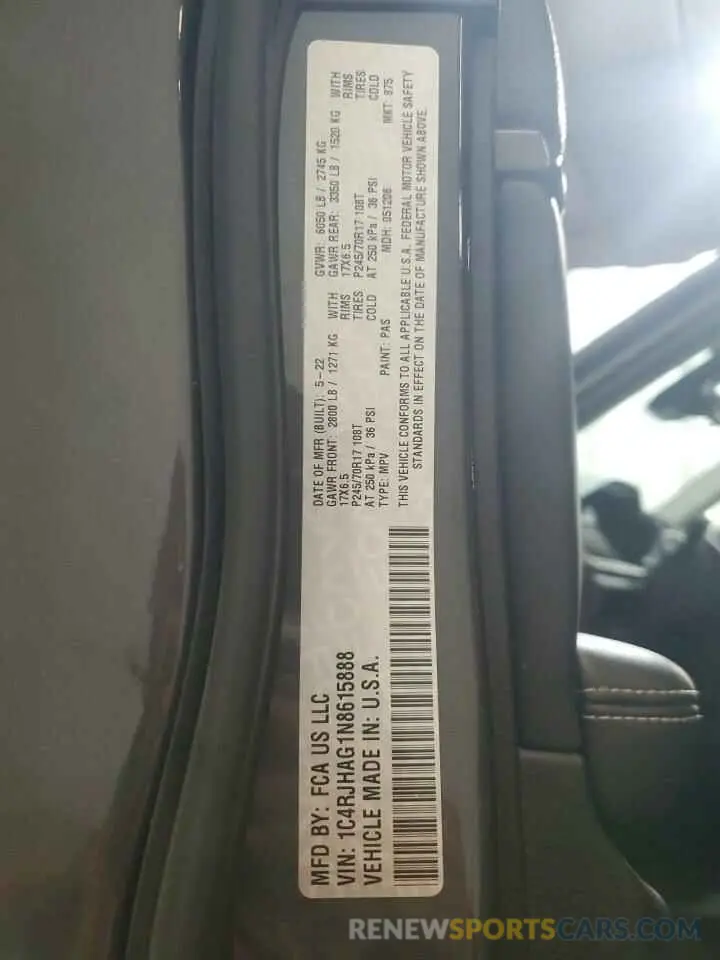 MFD BY: FCA US LLC
VIN: 1C4RJHAG1N8615888
VEHICLE MADE IN: U.S.A.
DATE OF MFR (BUILT): 5-22 GVWR: 6050 LB / 2745 KG
GAWR FRONT: 2800 LB / 1271 KG WITH GAWR REAR: 3350 LB / 1520 KG WITH
17X6.5 RIMS 17X6.5 RIMS
P245/70R17 108T TIRES P245/70R17 108T TIRES
AT 250 kPa / 36 PSI COLD AT 250 kPa / 36 PSI COLD
TYPE: MPV PAINT: PAS MDH: 051206 MKT: 875
THIS VEHICLE CONFORMS TO ALL APPLICABLE U.S.A. FEDERAL MOTOR VEHICLE SAFETY
STANDARDS IN EFFECT ON THE DATE OF MANUFACTURE SHOWN ABOVE.
RENEWSPORTSCARS.COM